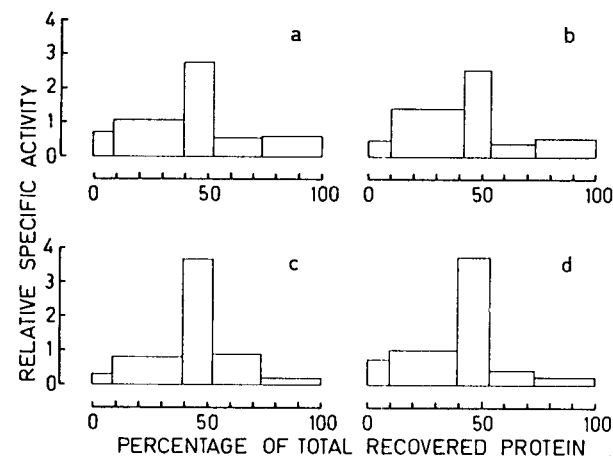 RELATIVE SPECIFIC ACTIVITY
4
3
2
1
0
a
0 50 100
b
0 50 100
4
3
2
1
0
c
0 50 100
d
0 50 100
PERCENTAGE OF TOTAL RECOVERED PROTEIN